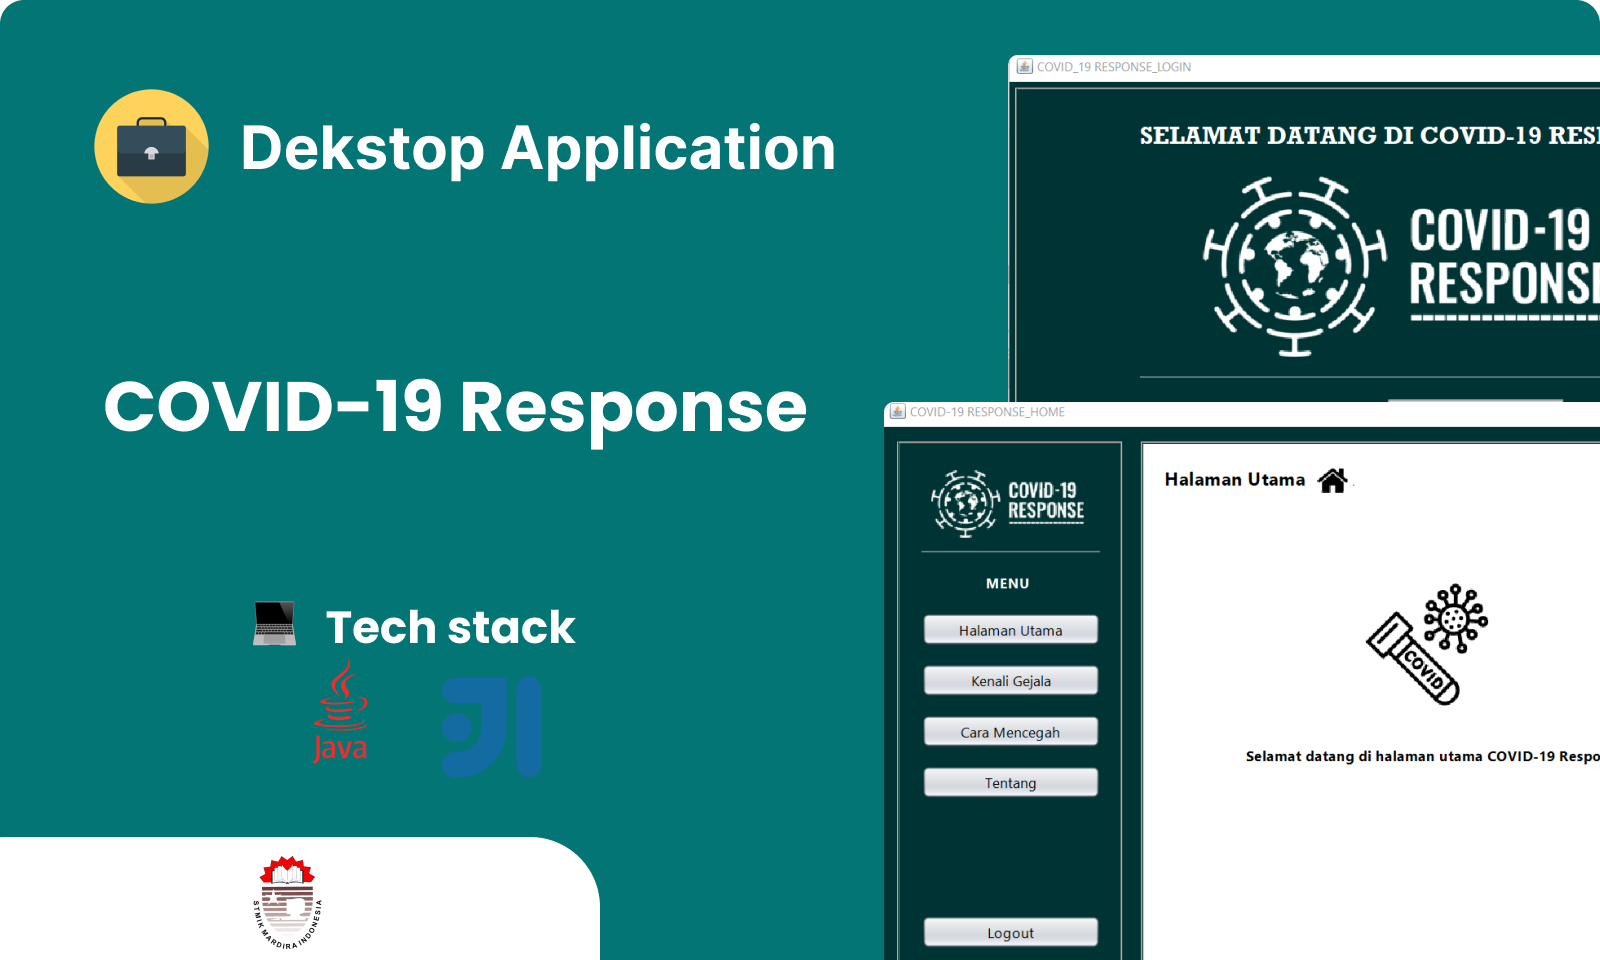 Dekstop Application
COVID-19 Response
Tech stack
Java
STMIK MARDIRA INDONESIA
COVID_19 RESPONSE_LOGIN
SELAMAT DATANG DI COVID-19 RES
COVID-19
RESPONSE
COVID-19 RESPONSE_HOME
COVID-19
RESPONSE
MENU
Halaman Utama
Kenali Gejala
Cara Mencegah
Tentang
Logout
Halaman Utama
COVID
Selamat datang di halaman utama COVID-19 Respo